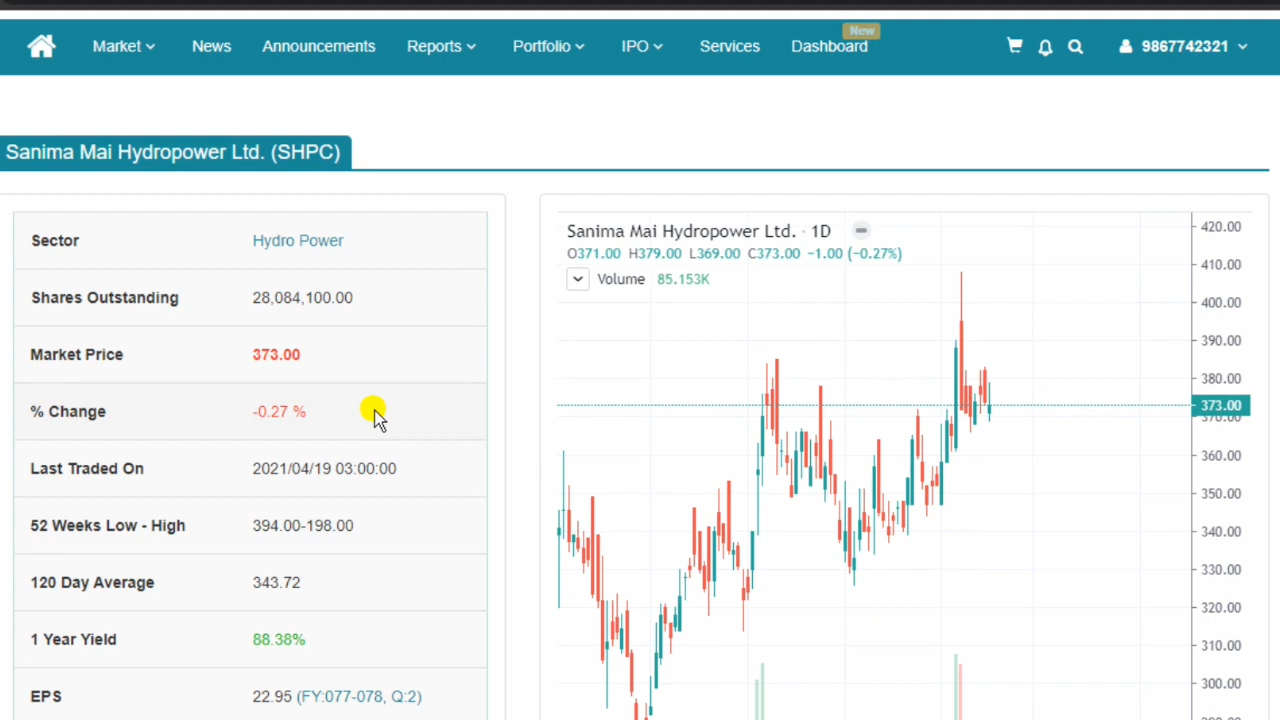 Market News Announcements Reports Portfolio IPO Services Dashboard New 9867742321
Sanima Mai Hydropower Ltd. (SHPC)
Sector Hydro Power
Shares Outstanding 28,084,100.00
Market Price 373.00
% Change -0.27 %
Last Traded On 2021/04/19 03:00:00
52 Weeks Low - High 394.00-198.00
120 Day Average 343.72
1 Year Yield 88.38%
EPS 22.95 (FY:077-078, Q:2)
Sanima Mai Hydropower Ltd. · 1D
O371.00 H379.00 L369.00 C373.00 −1.00 (−0.27%)
Volume 85.153K
420.00
410.00
400.00
390.00
380.00
373.00
370.00
360.00
350.00
340.00
330.00
320.00
310.00
300.00